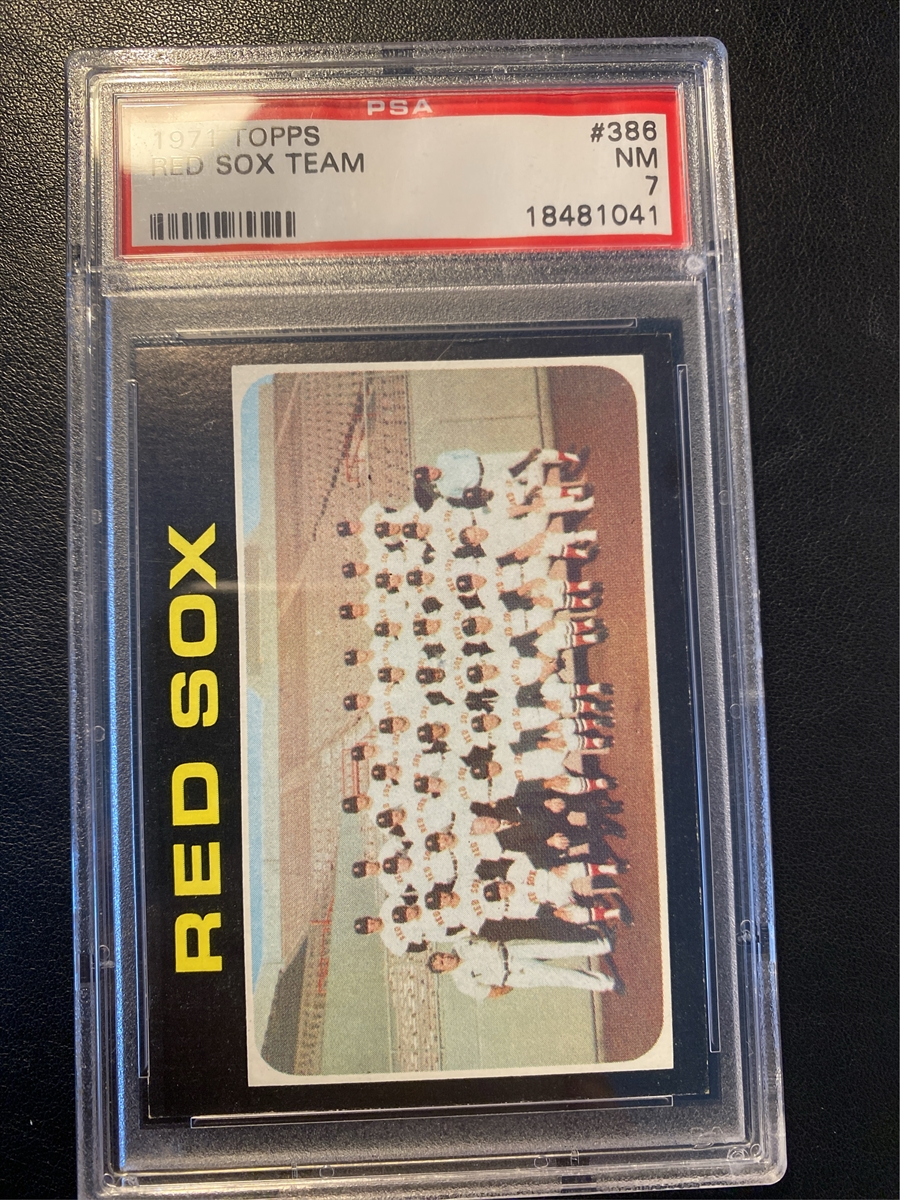 PSA
1971 TOPPS #386
RED SOX TEAM NM
7
18481041
RED SOX